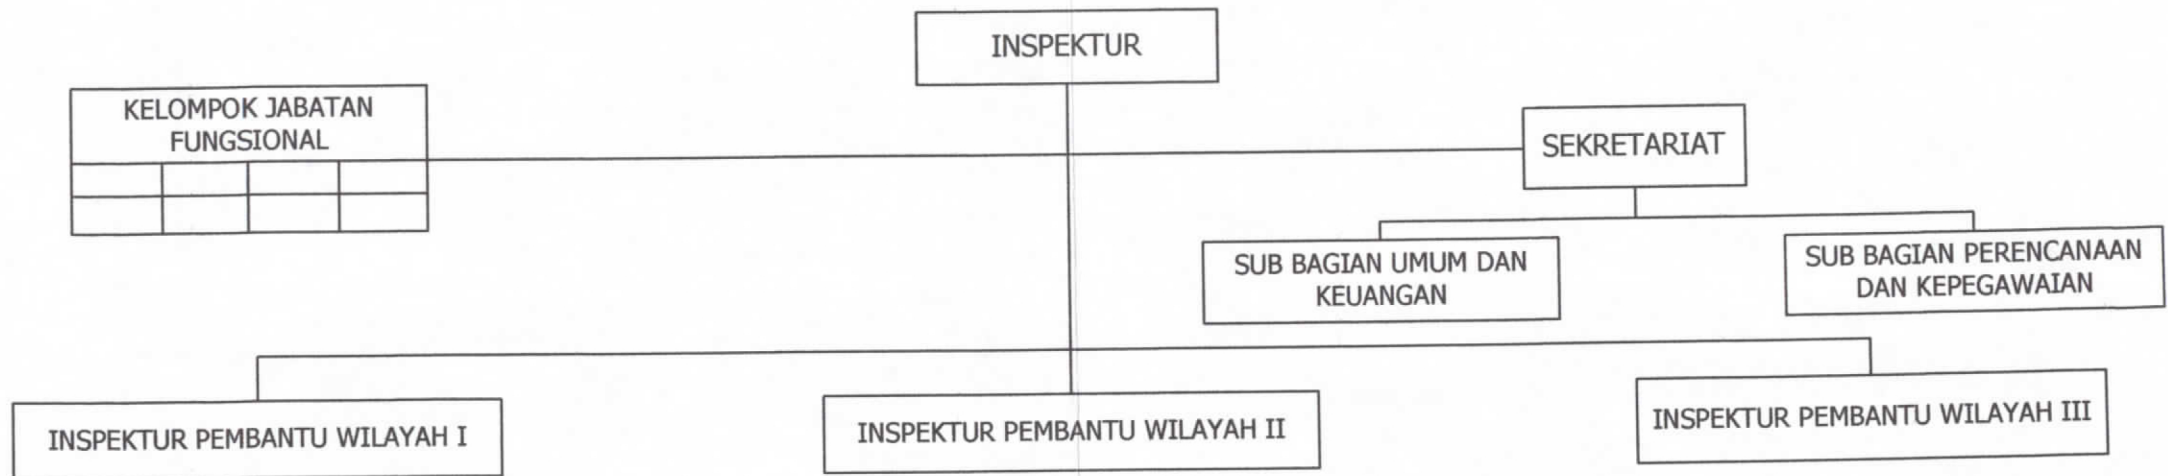 INSPEKTUR
KELOMPOK JABATAN
FUNGSIONAL
SEKRETARIAT
SUB BAGIAN UMUM DAN
KEUANGAN
SUB BAGIAN PERENCANAAN
DAN KEPEGAWAIAN
INSPEKTUR PEMBANTU WILAYAH I
INSPEKTUR PEMBANTU WILAYAH II
INSPEKTUR PEMBANTU WILAYAH III